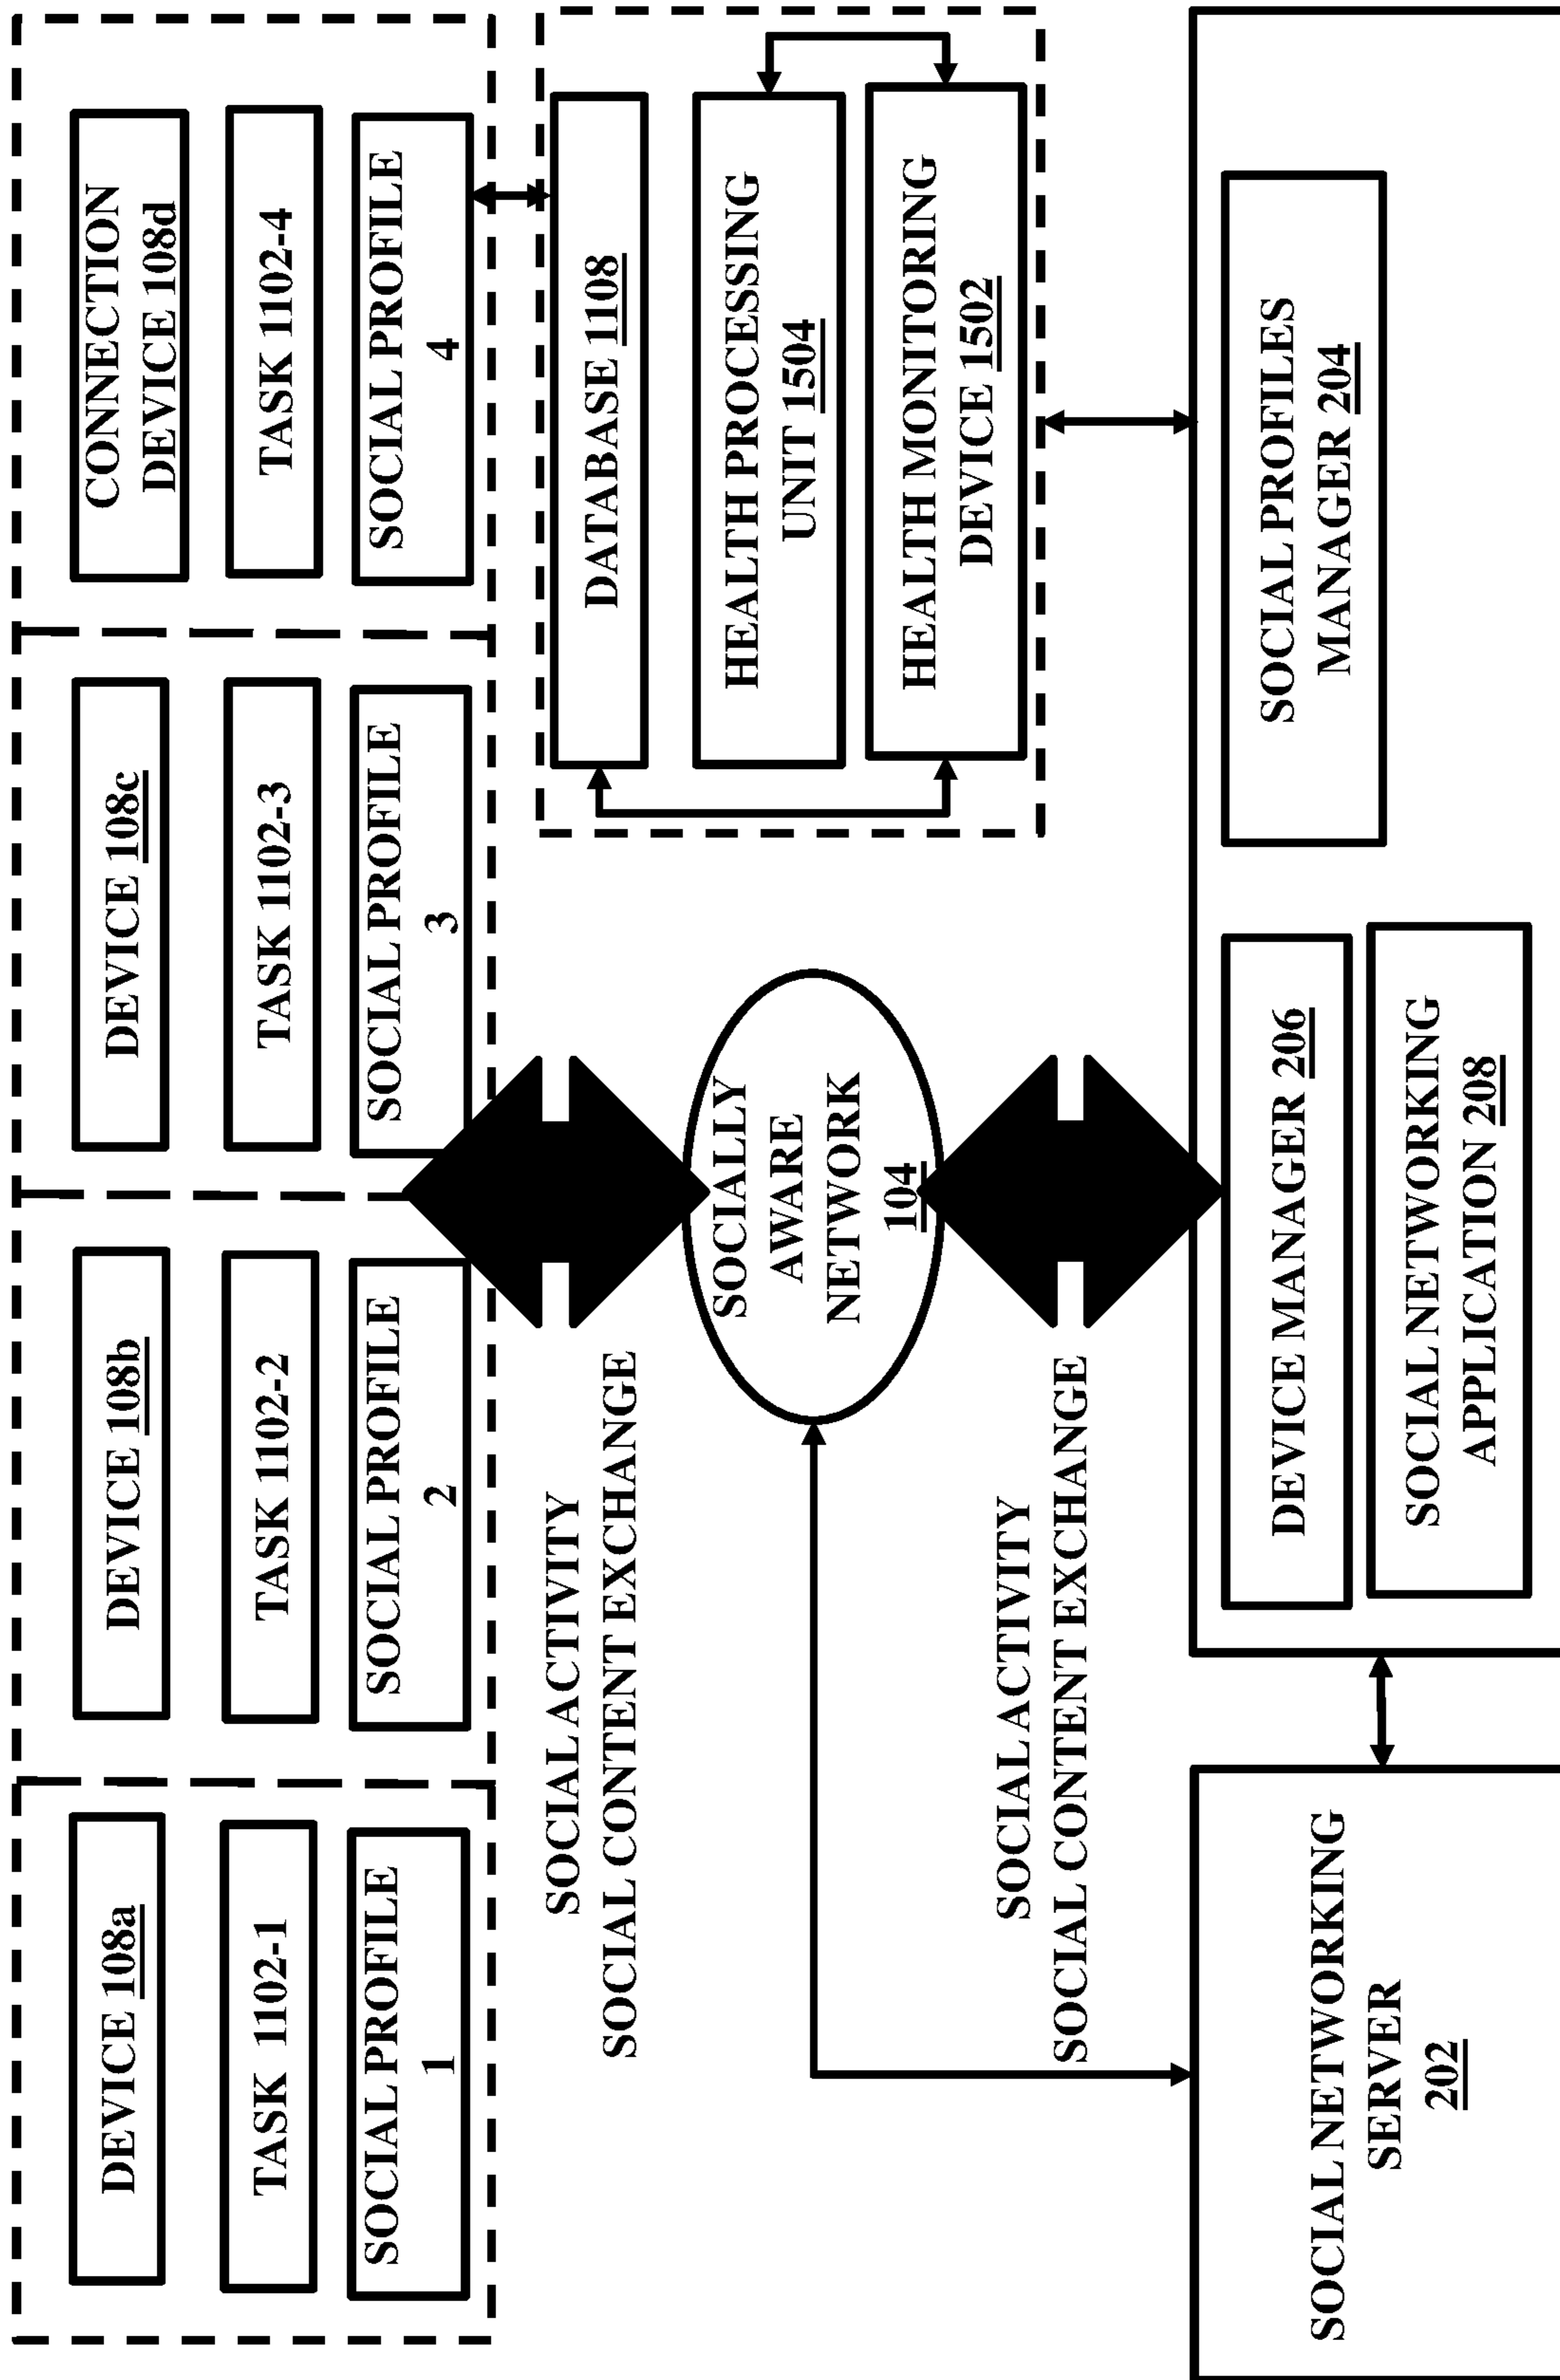 DEVICE 108a
TASK 1102-1
SOCIAL PROFILE
1
DEVICE 108b
TASK 1102-2
SOCIAL PROFILE
2
DEVICE 108c
TASK 1102-3
SOCIAL PROFILE
3
CONNECTION
DEVICE 108d
TASK 1102-4
SOCIAL PROFILE
4
SOCIAL ACTIVITY
SOCIAL CONTENT EXCHANGE
SOCIALLY
AWARE
NETWORK
104
DATABASE 1108
HEALTH PROCESSING
UNIT 1504
HEALTH MONITORING
DEVICE 1502
SOCIAL ACTIVITY
SOCIAL CONTENT EXCHANGE
SOCIAL NETWORKING
SERVER
202
DEVICE MANAGER 206
SOCIAL NETWORKING
APPLICATION 208
SOCIAL PROFILES
MANAGER 204